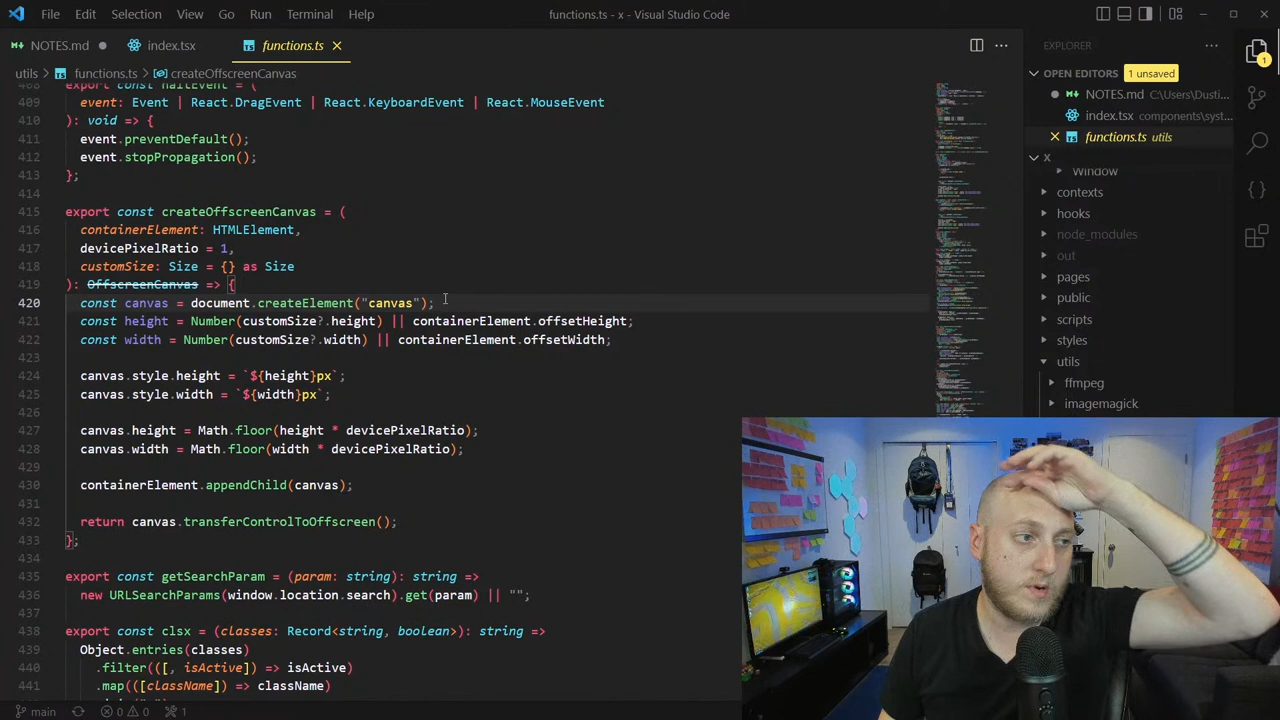 File Edit Selection View Go Run Terminal Help functions.ts - x - Visual Studio Code
NOTES.md index.tsx functions.ts
EXPLORER
utils > functions.ts > createOffscreenCanvas
OPEN EDITORS 1 unsaved
NOTES.md C:\Users\Dusti...
index.tsx components\syst...
functions.ts utils
X
Window
contexts
hooks
node_modules
out
pages
public
scripts
styles
utils
ffmpeg
imagemagick
408 export const haltEvent = (
409 event: Event | React.DragEvent | React.KeyboardEvent | React.MouseEvent
410 ): void => {
411 event.preventDefault();
412 event.stopPropagation();
413 };
414
415 export const createOffscreenCanvas = (
416 containerElement: HTMLElement,
417 devicePixelRatio = 1,
418 customSize: Size = {} as Size
419 ): OffscreenCanvas => {
420 const canvas = document.createElement("canvas");
421 const height = Number(customSize?.height) || containerElement.offsetHeight;
422 const width = Number(customSize?.width) || containerElement.offsetWidth;
423
424 canvas.style.height = `${height}px`;
425 canvas.style.width = `${width}px`;
426
427 canvas.height = Math.floor(height * devicePixelRatio);
428 canvas.width = Math.floor(width * devicePixelRatio);
429
430 containerElement.appendChild(canvas);
431
432 return canvas.transferControlToOffscreen();
433 };
434
435 export const getSearchParam = (param: string): string =>
436 new URLSearchParams(window.location.search).get(param) || "";
437
438 export const clsx = (classes: Record<string, boolean>): string =>
439 Object.entries(classes)
440 .filter(([, isActive]) => isActive)
441 .map(([className]) => className)
main 0 0 1
1